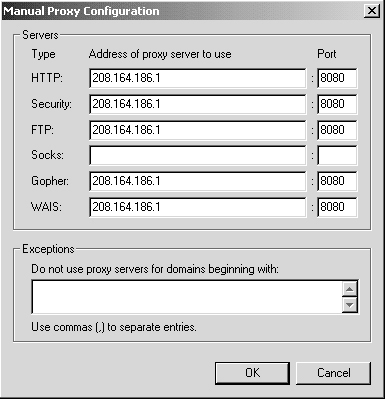 Manual Proxy Configuration
Servers
Type Address of proxy server to use Port
HTTP: 208.164.186.1 : 8080
Security: 208.164.186.1 : 8080
FTP: 208.164.186.1 : 8080
Socks: :
Gopher: 208.164.186.1 : 8080
WAIS: 208.164.186.1 : 8080
Exceptions
Do not use proxy servers for domains beginning with:
Use commas (,) to separate entries.
OK Cancel